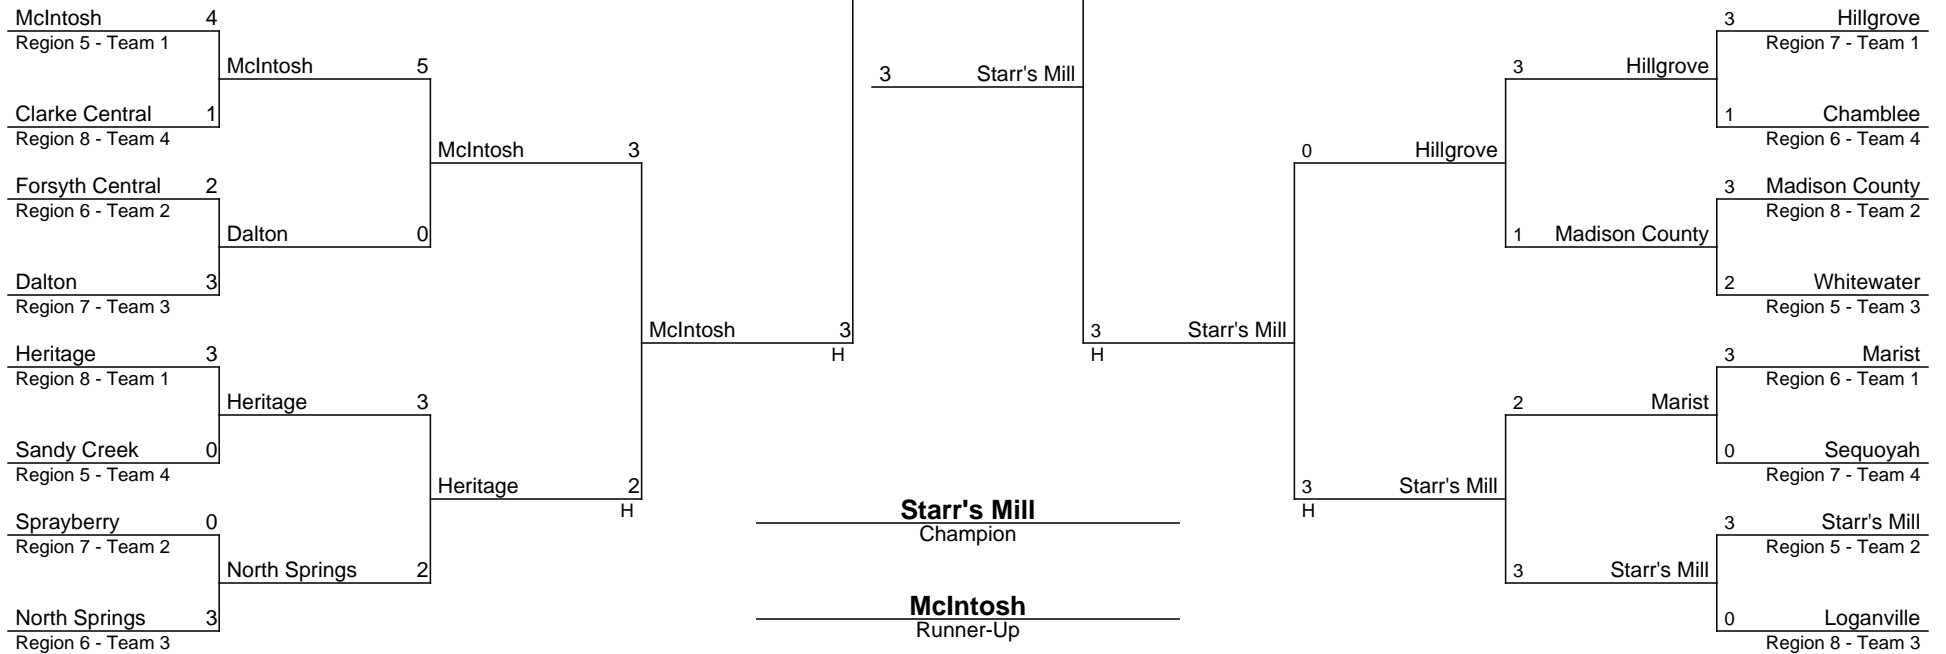 McIntosh 4
Region 5 - Team 1
McIntosh 5
Clarke Central 1
Region 8 - Team 4
McIntosh 3
Forsyth Central 2
Region 6 - Team 2
Dalton 0
Dalton 3
Region 7 - Team 3
McIntosh 3
H
Heritage 3
Region 8 - Team 1
Heritage 3
Sandy Creek 0
Region 5 - Team 4
Heritage 2
H
Sprayberry 0
Region 7 - Team 2
North Springs 2
North Springs 3
Region 6 - Team 3
3 Starr's Mill
Starr's Mill
Champion
McIntosh
Runner-Up
3 Hillgrove
Region 7 - Team 1
3 Hillgrove
1 Chamblee
Region 6 - Team 4
0 Hillgrove
3 Madison County
Region 8 - Team 2
1 Madison County
2 Whitewater
Region 5 - Team 3
3 Starr's Mill
H
3 Marist
Region 6 - Team 1
2 Marist
0 Sequoyah
Region 7 - Team 4
3 Starr's Mill
H
3 Starr's Mill
Region 5 - Team 2
3 Starr's Mill
0 Loganville
Region 8 - Team 3